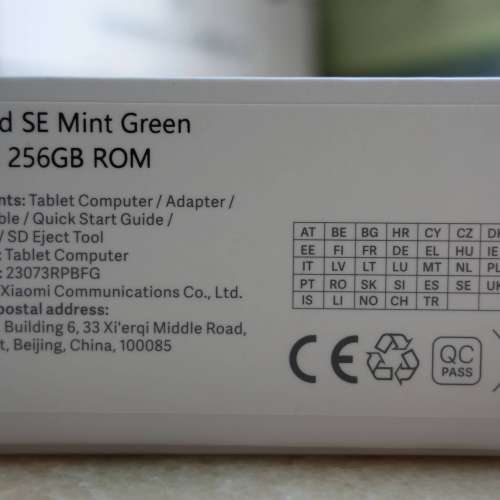 d SE Mint Green
256GB ROM
nts: Tablet Computer / Adapter /
ble / Quick Start Guide /
/ SD Eject Tool
: Tablet Computer
: 23073RPBFG
Xiaomi Communications Co., Ltd.
postal address:
Building 6, 33 Xi'erqi Middle Road,
t, Beijing, China, 100085
AT BE BG HR CY CZ DK
EE FI FR DE EL HU IE
IT LV LT LU MT NL PL
PT RO SK SI ES SE UK
IS LI NO CH TR
CE
QC
PASS